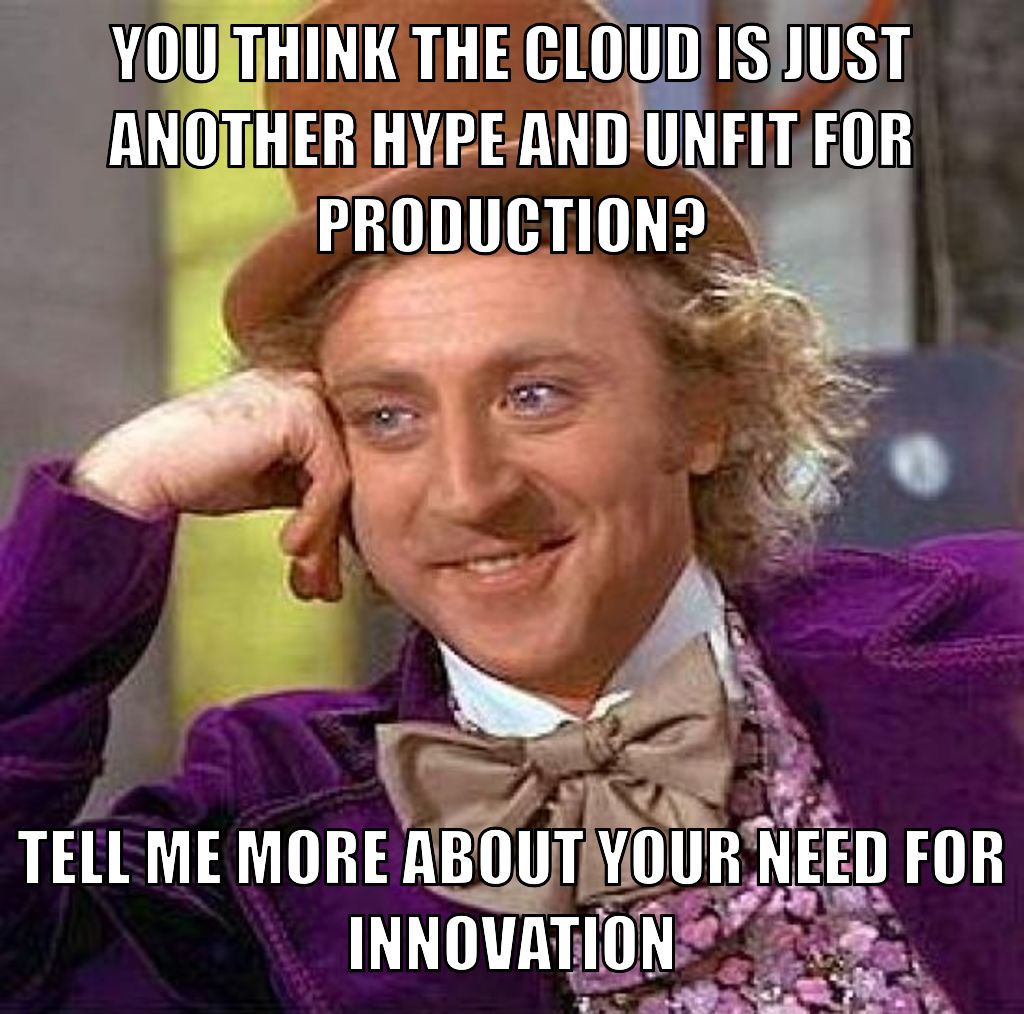 YOU THINK THE CLOUD IS JUST
ANOTHER HYPE AND UNFIT FOR
PRODUCTION?
TELL ME MORE ABOUT YOUR NEED FOR
INNOVATION